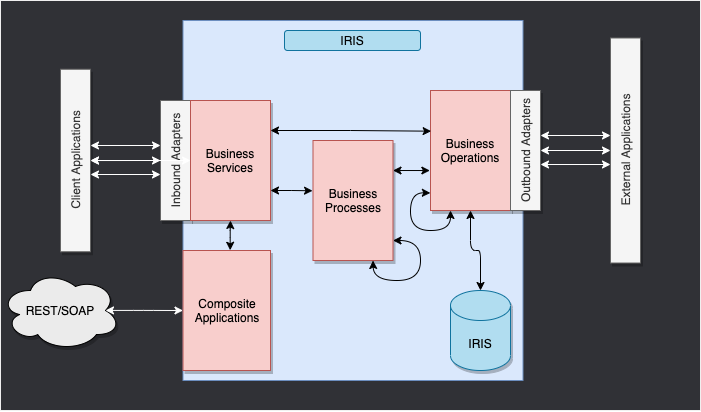 IRIS
Client Applications
Inbound Adapters
Business
Services
Business
Processes
Business
Operations
Outbound Adapters
External Applications
REST/SOAP
Composite
Applications
IRIS